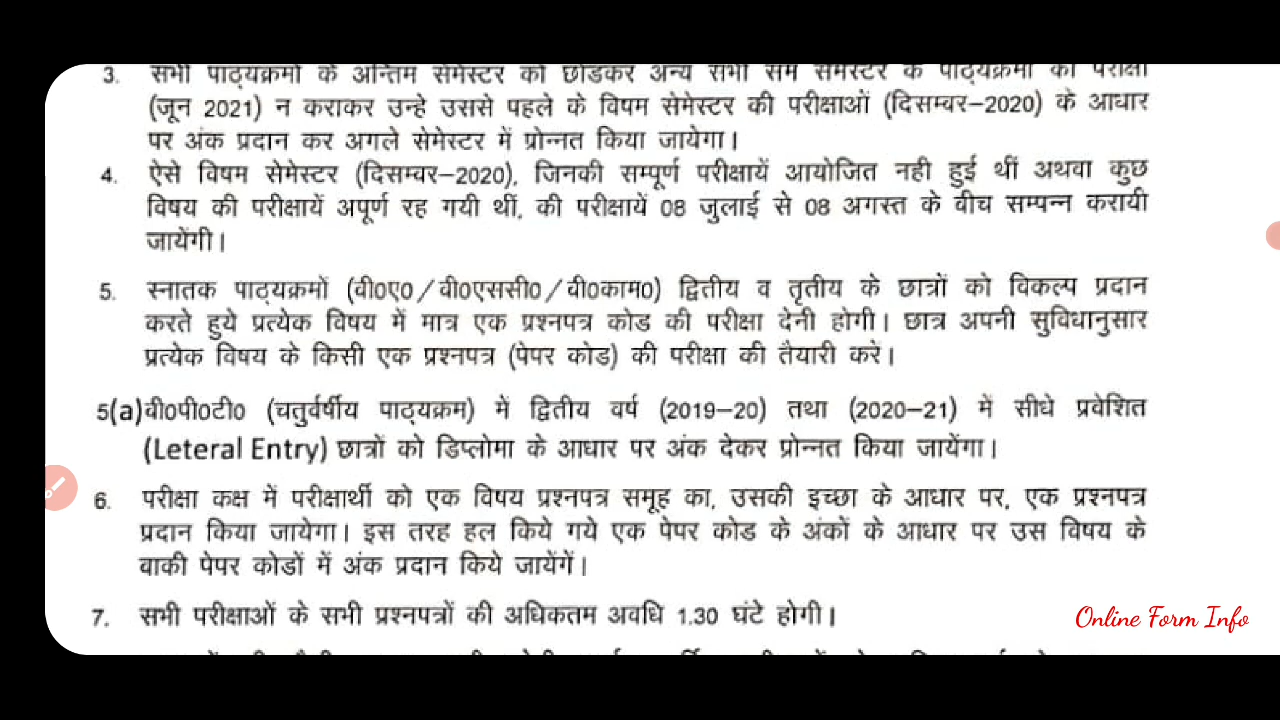 3. सभी पाठ्यक्रमों के अन्तिम सेमेस्टर को छोडकर अन्य सभी सम सेमेस्टर के पाठ्यक्रमों की परीक्षा
(जून 2021) न कराकर उन्हे उससे पहले के विषम सेमेस्टर की परीक्षाओं (दिसम्बर–2020) के आधार
पर अंक प्रदान कर अगले सेमेस्टर में प्रोन्नत किया जायेगा।
4. ऐसे विषम सेमेस्टर (दिसम्बर–2020), जिनकी सम्पूर्ण परीक्षायें आयोजित नही हुई थीं अथवा कुछ
विषय की परीक्षायें अपूर्ण रह गयी थीं, की परीक्षायें 08 जुलाई से 08 अगस्त के बीच सम्पन्न करायी
जायेंगी।
5. स्नातक पाठ्यक्रमों (बी0ए0/बी0एससी0/बी0काम0) द्वितीय व तृतीय के छात्रों को विकल्प प्रदान
करते हुये प्रत्येक विषय में मात्र एक प्रश्नपत्र कोड की परीक्षा देनी होगी। छात्र अपनी सुविधानुसार
प्रत्येक विषय के किसी एक प्रश्नपत्र (पेपर कोड) की परीक्षा की तैयारी करें।
5(a) बी0पी0टी0 (चतुर्वर्षीय पाठ्यक्रम) में द्वितीय वर्ष (2019–20) तथा (2020–21) में सीधे प्रवेशित
(Leteral Entry) छात्रों को डिप्लोमा के आधार पर अंक देकर प्रोन्नत किया जायेंगा।
6. परीक्षा कक्ष में परीक्षार्थी को एक विषय प्रश्नपत्र समूह का, उसकी इच्छा के आधार पर, एक प्रश्नपत्र
प्रदान किया जायेगा। इस तरह हल किये गये एक पेपर कोड के अंकों के आधार पर उस विषय के
बाकी पेपर कोडों में अंक प्रदान किये जायेंगें।
7. सभी परीक्षाओं के सभी प्रश्नपत्रों की अधिकतम अवधि 1.30 घंटे होगी।
Online Form Info